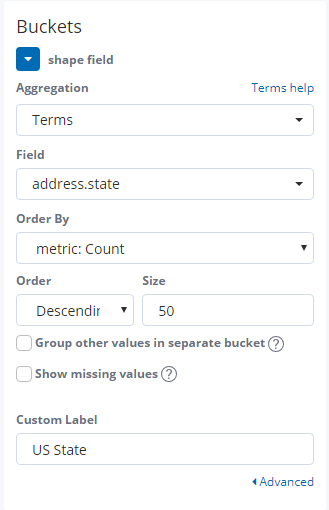 Buckets
shape field
Aggregation Terms help
Terms
Field
address.state
Order By
metric: Count
Order Size
Descendir 50
Group other values in separate bucket ?
Show missing values ?
Custom Label
US State
Advanced